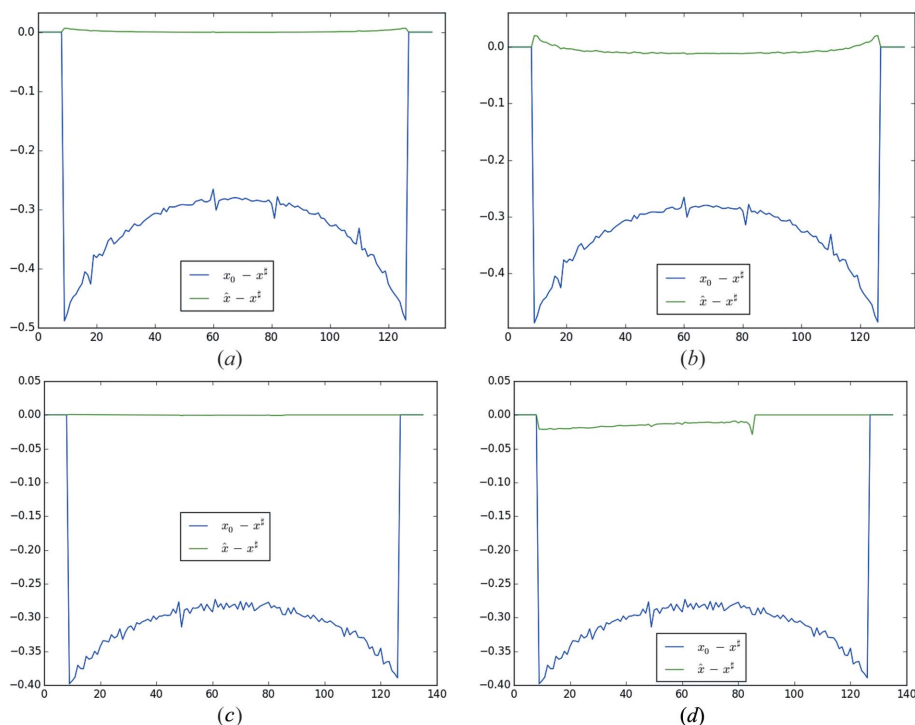 0.0
−0.1
−0.2
−0.3
−0.4
−0.5
0 20 40 60 80 100 120
x₀ − x♯
x̂ − x♯
(a)
0.0
−0.1
−0.2
−0.3
−0.4
0 20 40 60 80 100 120
x₀ − x♯
x̂ − x♯
(b)
0.05
0.00
−0.05
−0.10
−0.15
−0.20
−0.25
−0.30
−0.35
−0.40
0 20 40 60 80 100 120 140
x₀ − x♯
x̂ − x♯
(c)
0.05
0.00
−0.05
−0.10
−0.15
−0.20
−0.25
−0.30
−0.35
−0.40
0 20 40 60 80 100 120 140
x₀ − x♯
x̂ − x♯
(d)